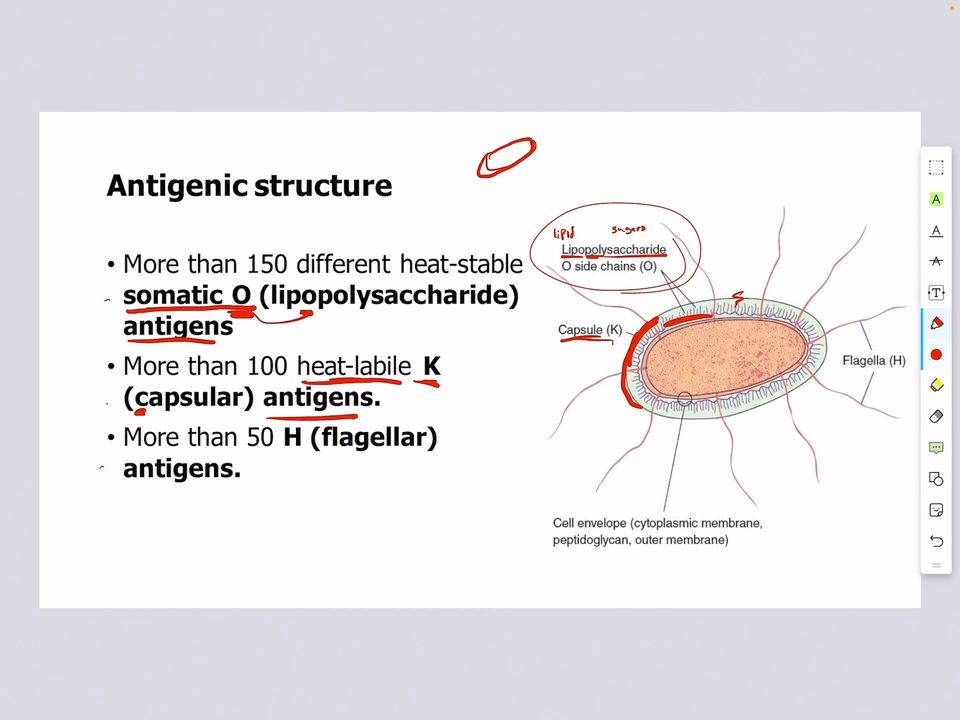 Antigenic structure
• More than 150 different heat-stable
somatic O (lipopolysaccharide)
antigens
• More than 100 heat-labile K
(capsular) antigens.
• More than 50 H (flagellar)
antigens.
lipid sugars
Lipopolysaccharide
O side chains (O)
Capsule (K)
Flagella (H)
Cell envelope (cytoplasmic membrane,
peptidoglycan, outer membrane)
A
A
A
T